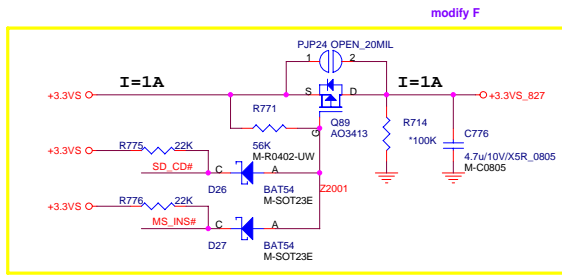 modify F
PJP24 OPEN_20MIL
1 2
I=1A
I=1A
+3.3VS
S D
+3.3VS_827
R771
Q89
AO3413
G
R714
*100K
C776
4.7u/10V/X5R_0805
M-C0805
56K
M-R0402-UW
+3.3VS
R775 22K
SD_CD#
C A
D26
BAT54
M-SOT23E
Z2001
+3.3VS
R776 22K
MS_INS#
C A
D27
BAT54
M-SOT23E